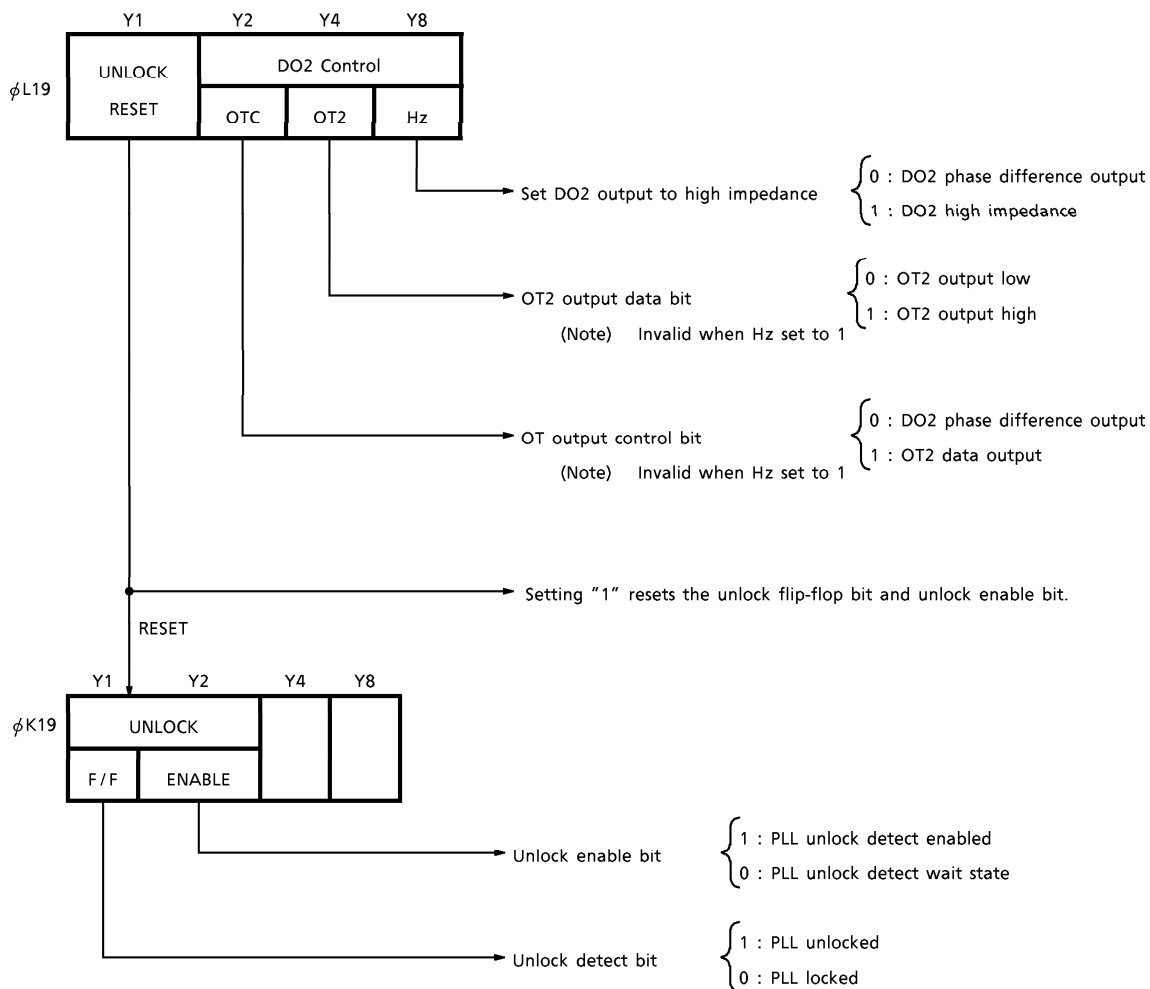 Y1 Y2 Y4 Y8
ϕL19
UNLOCK
RESET
DO2 Control
OTC OT2 Hz
Set DO2 output to high impedance
0 : DO2 phase difference output
1 : DO2 high impedance
OT2 output data bit
(Note) Invalid when Hz set to 1
0 : OT2 output low
1 : OT2 output high
OT output control bit
(Note) Invalid when Hz set to 1
0 : DO2 phase difference output
1 : OT2 data output
Setting "1" resets the unlock flip-flop bit and unlock enable bit.
RESET
Y1 Y2 Y4 Y8
ϕK19
UNLOCK
F/F ENABLE
Unlock enable bit
1 : PLL unlock detect enabled
0 : PLL unlock detect wait state
Unlock detect bit
1 : PLL unlocked
0 : PLL locked